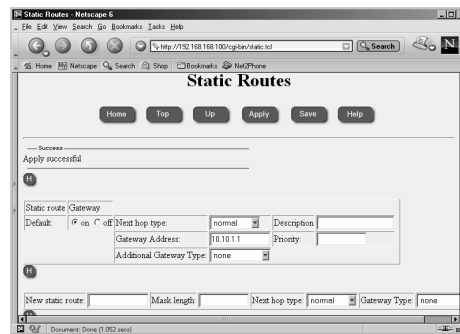 Static Routes - Netscape 6
File Edit View Search Go Bookmarks Tasks Help
http://192.168.168.100/cgi-bin/static.tcl Search N
Home My Netscape Search Shop Bookmarks Net2Phone
Static Routes
Home Top Up Apply Save Help
Success
Apply successful
H
Static route Gateway
Default: on off Next hop type: normal Description
Gateway Address: 10.10.1.1 Priority:
Additional Gateway Type: none
H
New static route: Mask length: Next hop type: normal Gateway Type: none
Document: Done (1.052 secs)